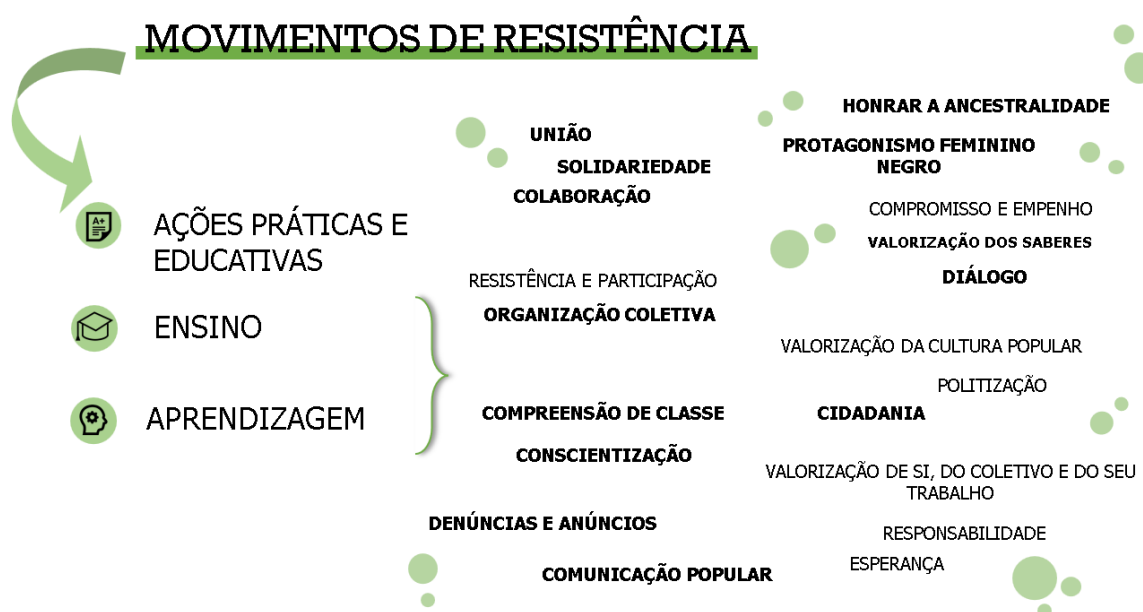 MOVIMENTOS DE RESISTÊNCIA
AÇÕES PRÁTICAS E
EDUCATIVAS
ENSINO
APRENDIZAGEM
UNIÃO
SOLIDARIEDADE
COLABORAÇÃO
RESISTÊNCIA E PARTICIPAÇÃO
ORGANIZAÇÃO COLETIVA
COMPREENSÃO DE CLASSE
CONSCIENTIZAÇÃO
DENÚNCIAS E ANÚNCIOS
COMUNICAÇÃO POPULAR
HONRAR A ANCESTRALIDADE
PROTAGONISMO FEMININO
NEGRO
COMPROMISSO E EMPENHO
VALORIZAÇÃO DOS SABERES
DIÁLOGO
VALORIZAÇÃO DA CULTURA POPULAR
POLITIZAÇÃO
CIDADANIA
VALORIZAÇÃO DE SI, DO COLETIVO E DO SEU
TRABALHO
RESPONSABILIDADE
ESPERANÇA
A+